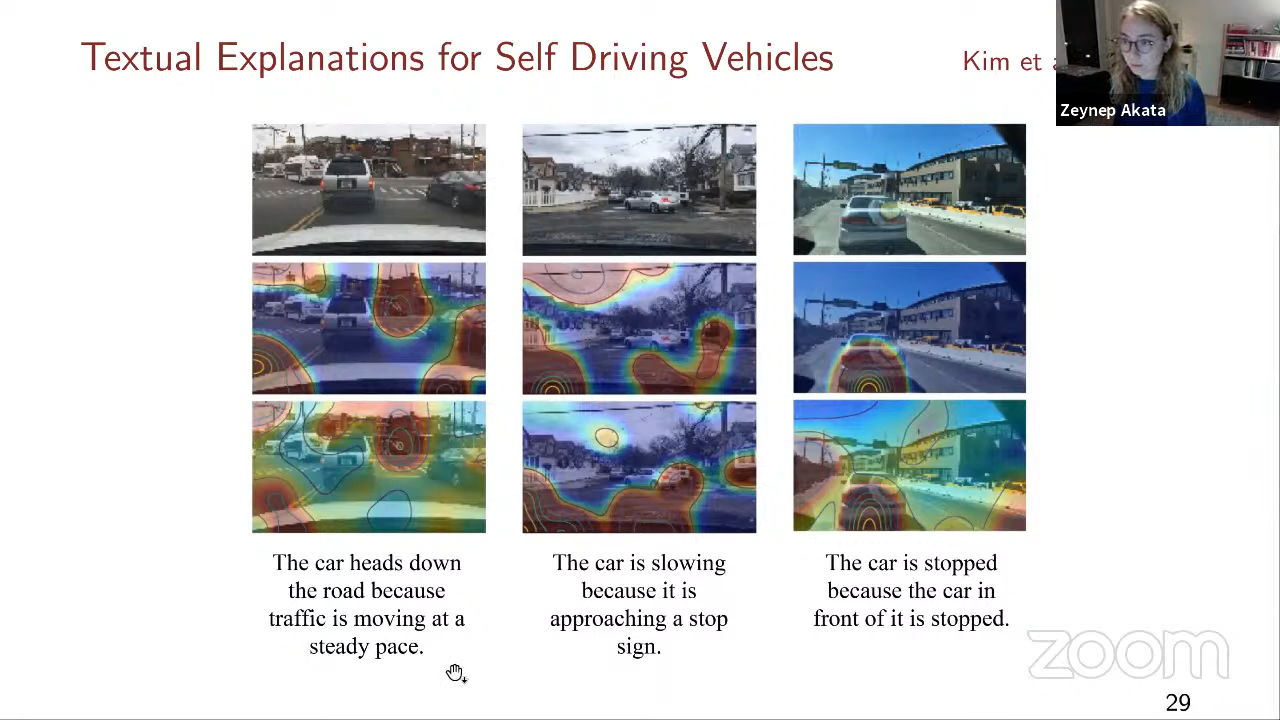 Textual Explanations for Self Driving Vehicles
Kim et
Zeynep Akata
The car heads down
the road because
traffic is moving at a
steady pace.
The car is slowing
because it is
approaching a stop
sign.
The car is stopped
because the car in
front of it is stopped.
zoom
29